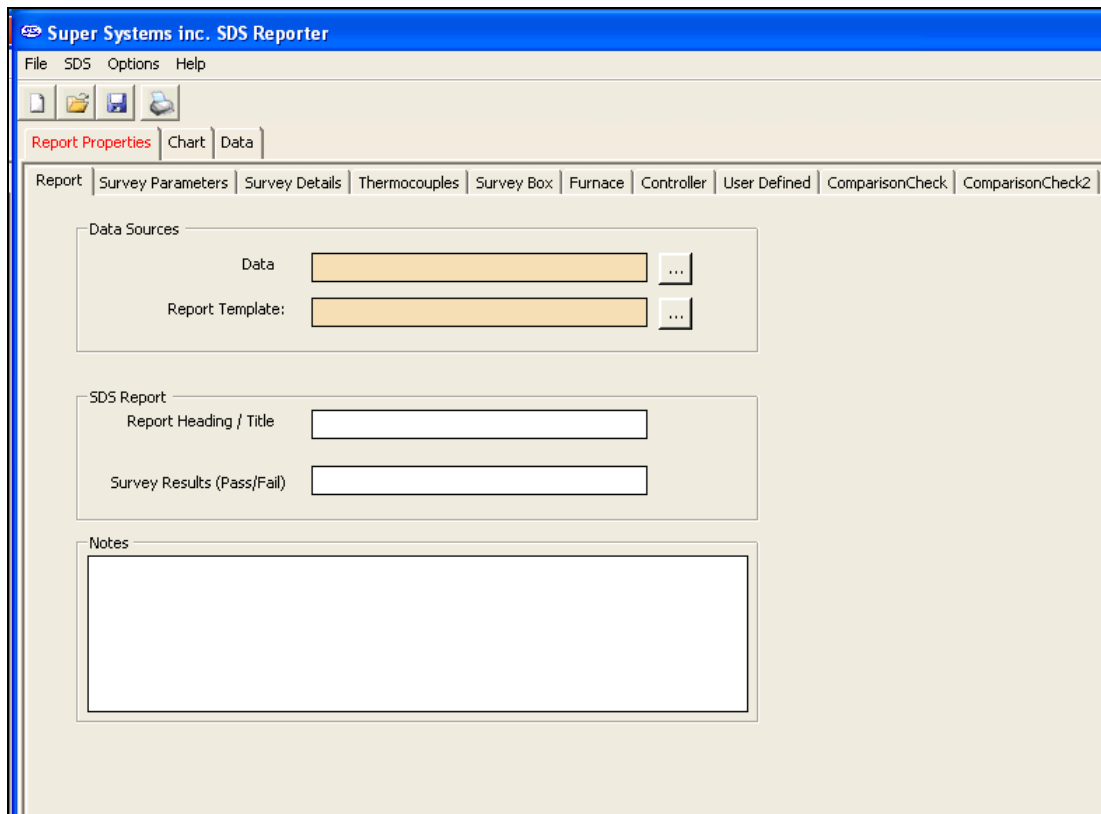 Super Systems inc. SDS Reporter
File SDS Options Help
Report Properties Chart Data
Report Survey Parameters Survey Details Thermocouples Survey Box Furnace Controller User Defined ComparisonCheck ComparisonCheck2
Data Sources
Data ...
Report Template: ...
SDS Report
Report Heading / Title
Survey Results (Pass/Fail)
Notes